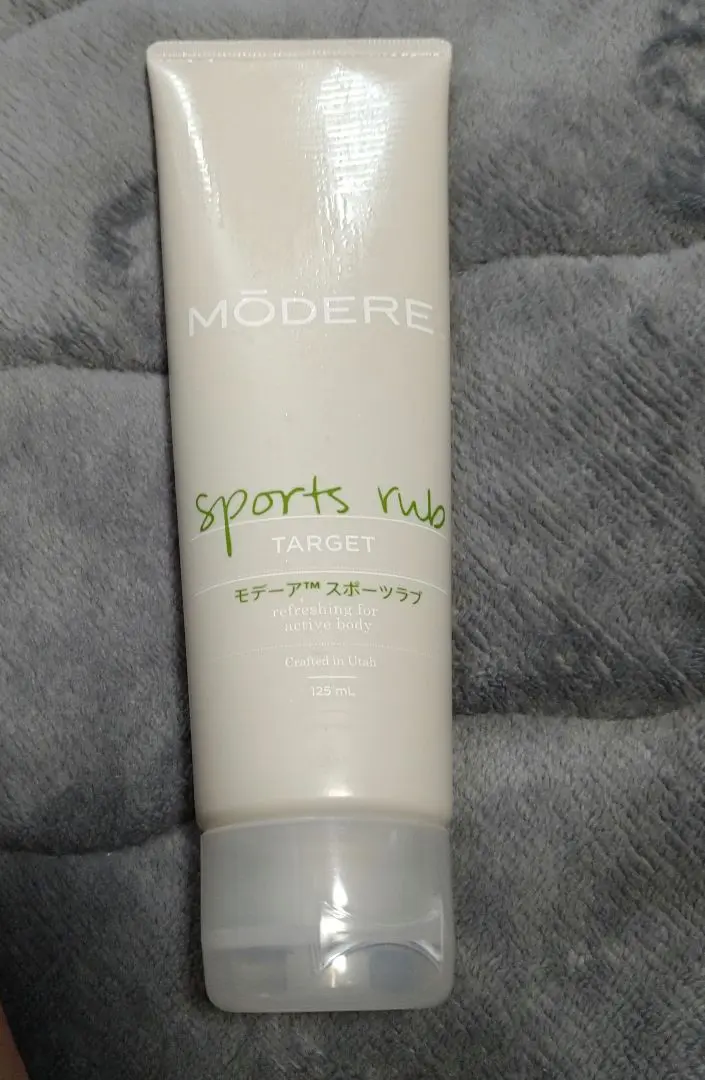 MŌDERE
sports rub
TARGET
モデーア™ スポーツラブ
refreshing for
active body
Crafted in Utah
125 mL